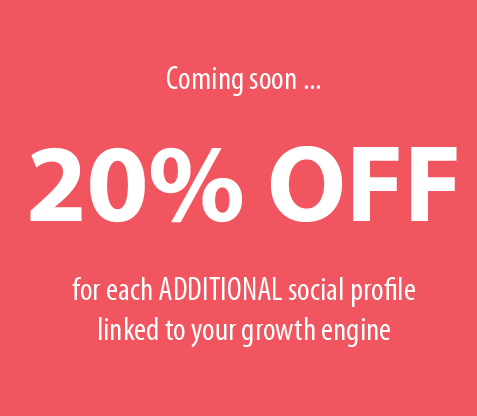 Coming soon ...
20% OFF
for each ADDITIONAL social profile
linked to your growth engine